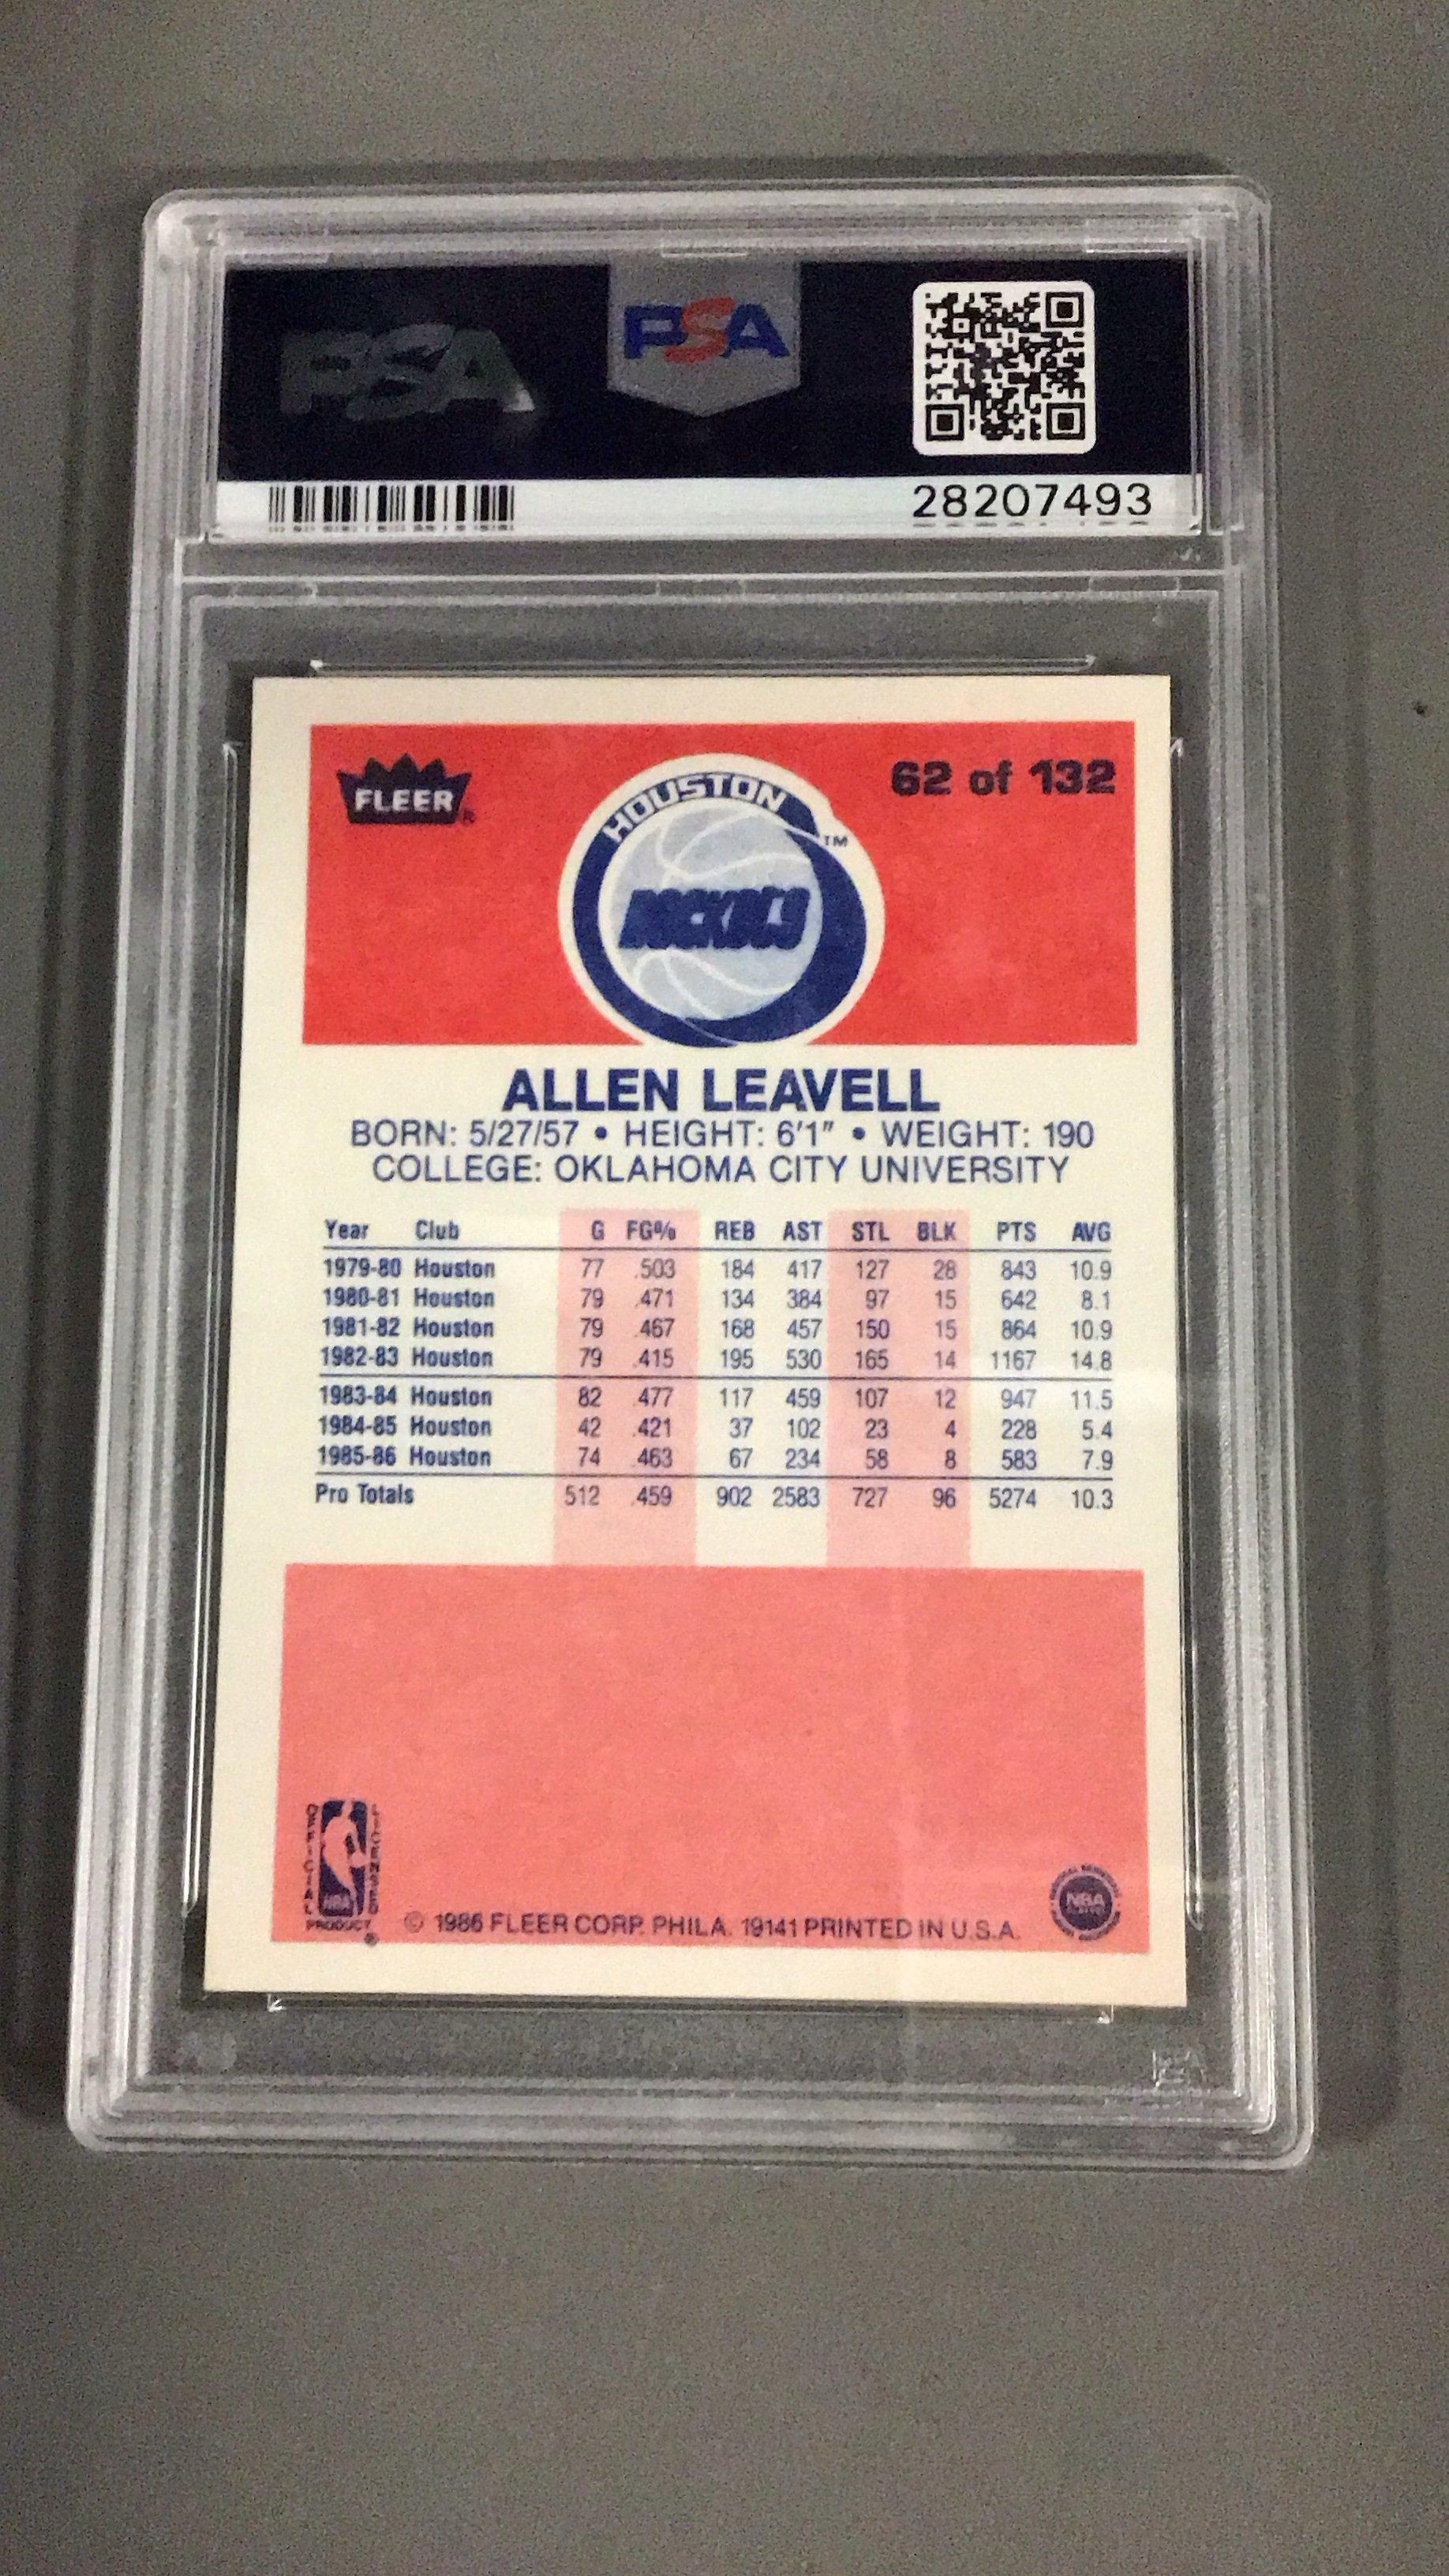 PSA
PSA
28207493
FLEER®
HOUSTON
ROCKETS
TM
62 of 132
ALLEN LEAVELL
BORN: 5/27/57 • HEIGHT: 6'1" • WEIGHT: 190
COLLEGE: OKLAHOMA CITY UNIVERSITY
Year Club G FG% REB AST STL BLK PTS AVG
1979-80 Houston 77 .503 184 417 127 28 843 10.9
1980-81 Houston 79 .471 134 384 97 15 642 8.1
1981-82 Houston 79 .467 168 457 150 15 864 10.9
1982-83 Houston 79 .415 195 530 165 14 1167 14.8
1983-84 Houston 82 .477 117 459 107 12 947 11.5
1984-85 Houston 42 .421 37 102 23 4 228 5.4
1985-86 Houston 74 .463 67 234 58 8 583 7.9
Pro Totals 512 .459 902 2583 727 96 5274 10.3
OFFICIAL
LICENSED
NBA
PRODUCT
®
© 1986 FLEER CORP. PHILA. 19141 PRINTED IN U.S.A.
NBA